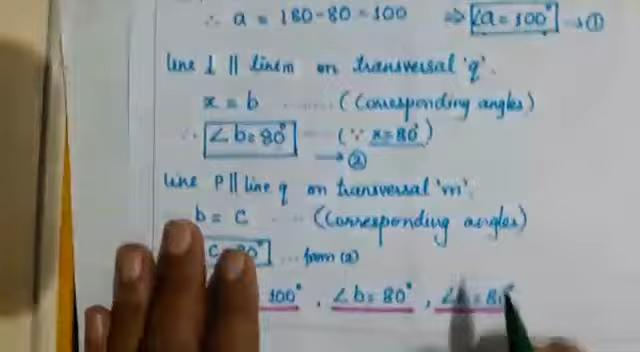 ∴ a = 180-80 = 100 ⇒ ∠a = 100° → ①
line l || line m on transversal 'q'.
x = b ...... (Corresponding angles)
∴ ∠b = 80° ... (∵ x = 80°)
→ ②
line p || line q on transversal 'm'.
b = c ... (Corresponding angles)
from (2)
100°, ∠b = 80°,